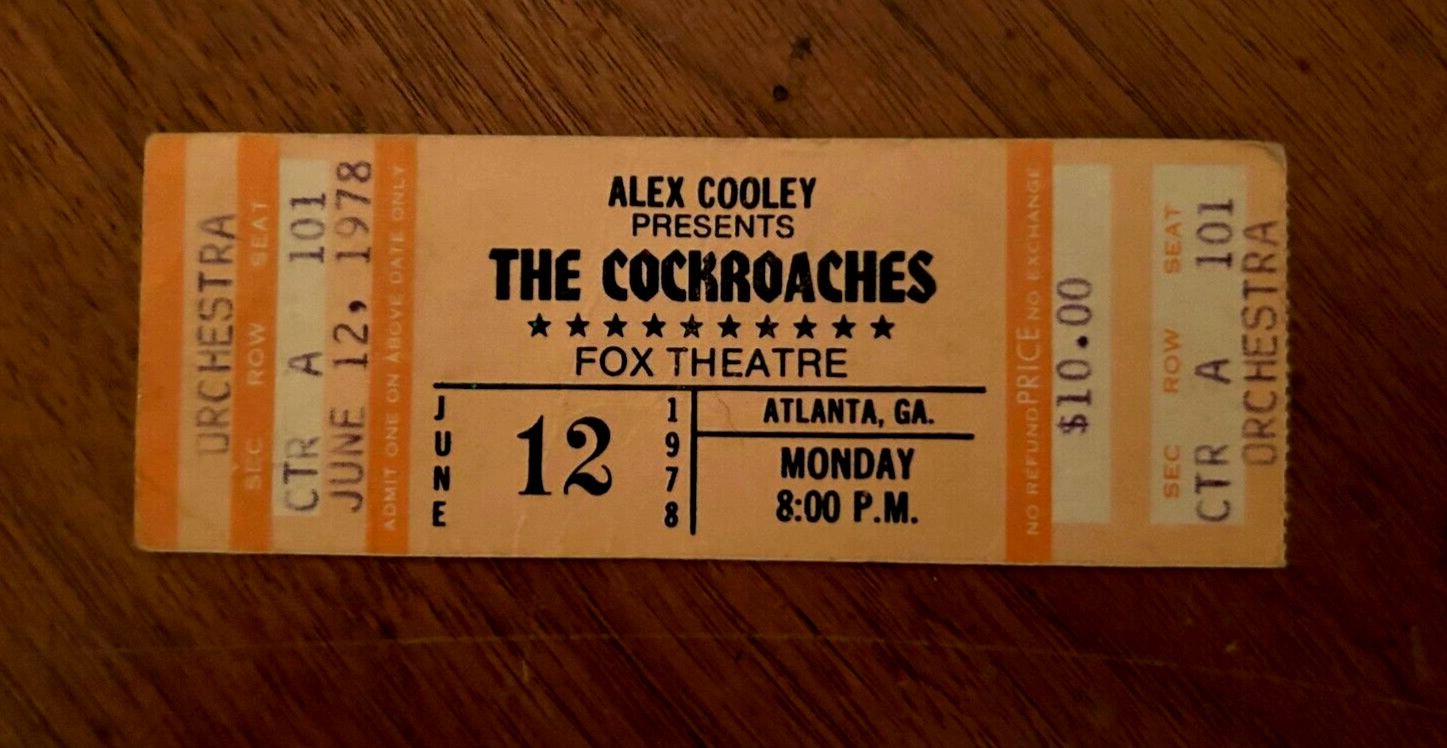 ORCHESTRA
SEC ROW SEAT
CTR A 101
JUNE 12, 1978
ADMIT ONE ON ABOVE DATE ONLY
ALEX COOLEY
PRESENTS
THE COCKROACHES
★★★★★★★★★★
FOX THEATRE
JUNE 12 1978
ATLANTA, GA.
MONDAY
8:00 P.M.
NO REFUND PRICE NO EXCHANGE
$10.00
SEC ROW SEAT
CTR A 101
ORCHESTRA